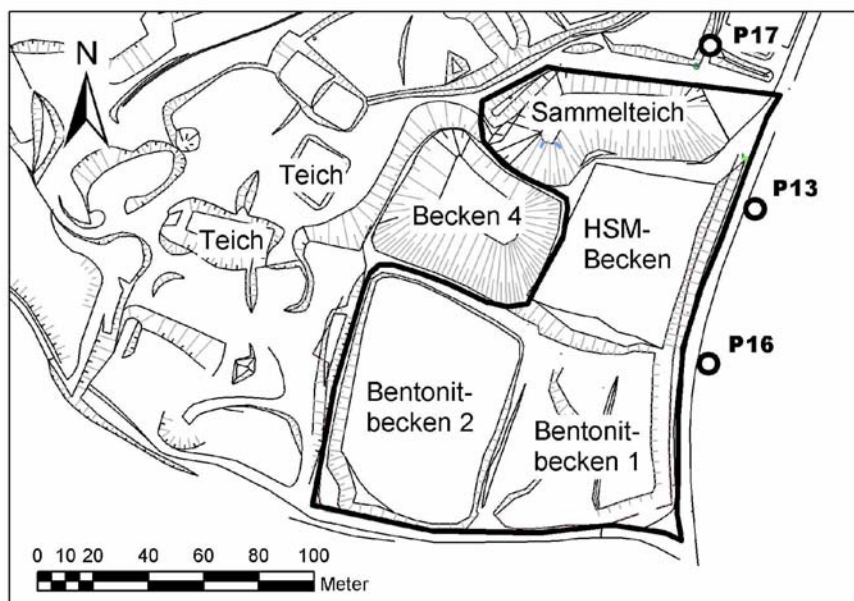 N
P17
Sammelteich
Teich
P13
Becken 4
HSM-
Becken
Teich
P16
Bentonit-
becken 2
Bentonit-
becken 1
0 10 20 40 60 80 100
Meter